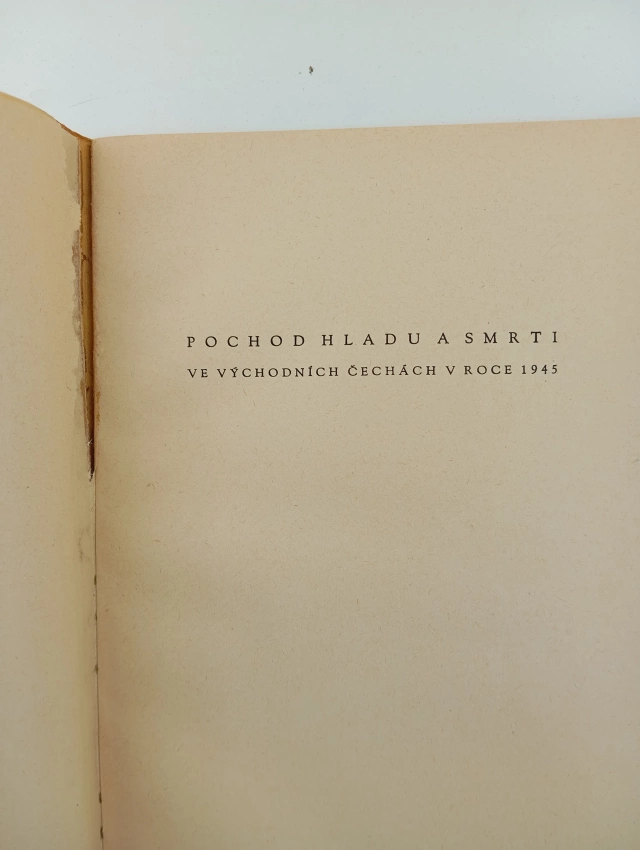 POCHOD HLADU A SMRTI
VE VÝCHODNÍCH ČECHÁCH V ROCE 1945